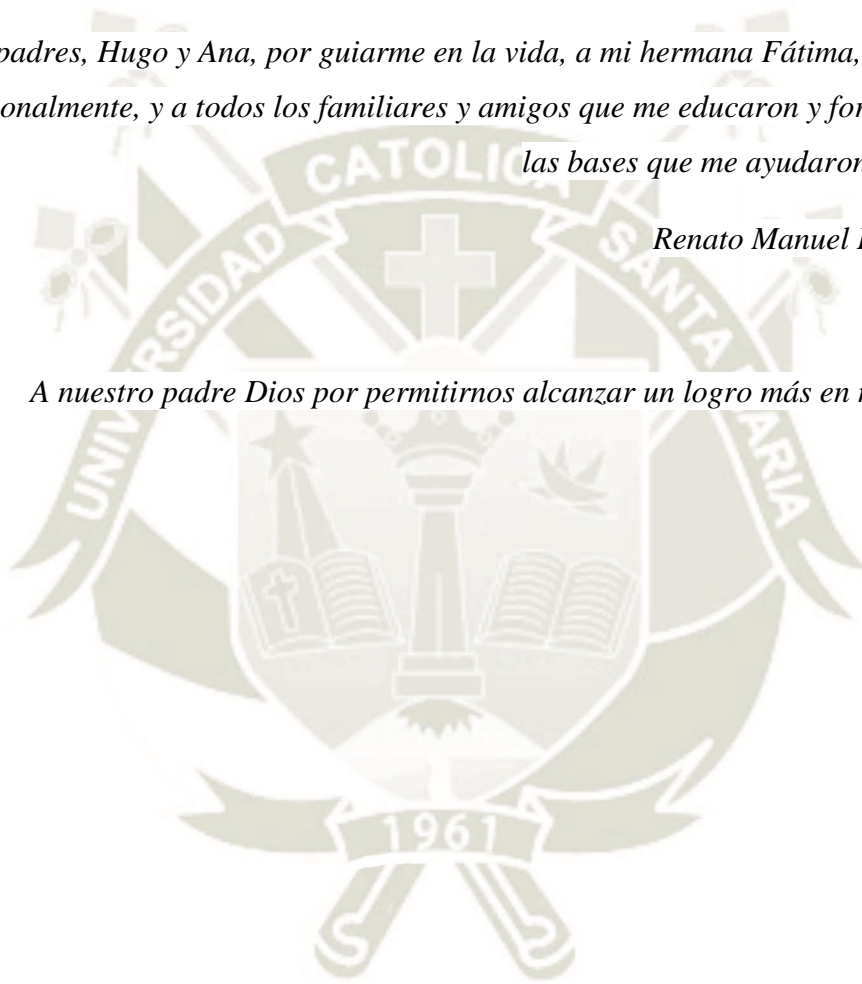 padres, Hugo y Ana, por guiarme en la vida, a mi hermana Fátima,
onalmente, y a todos los familiares y amigos que me educaron y for
las bases que me ayudaron
Renato Manuel
A nuestro padre Dios por permitirnos alcanzar un logro más en
UNIVERSIDAD CATOLICA SANTA MARIA
1961